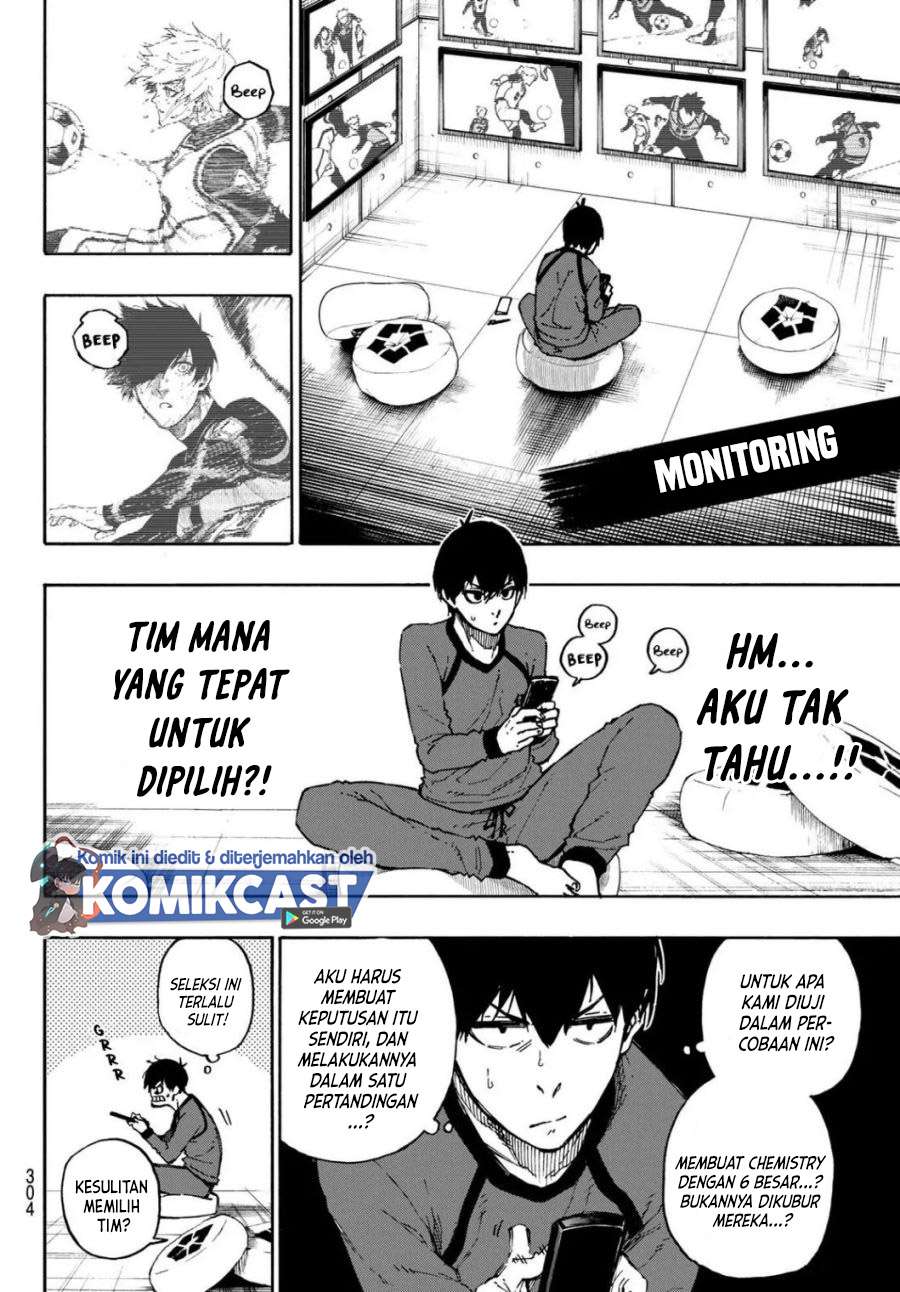 Beep
MONITORING
BEEP
HM...
AKU TAK
TAHU...!!
Beep
BEEP
Beep
TIM MANA
YANG TEPAT
UNTUK
DIPILIH?!
Komik ini diedit & diterjemahkan oleh
KOMIKCAST
GET IT ON
Google Play
UNTUK APA
KAMI DIUJI
DALAM PER-
COBAAN INI?
MEMBUAT CHEMISTRY
DENGAN 6 BESAR...?
BUKANNYA DIKUBUR
MEREKA...?
AKU HARUS
MEMBUAT
KEPUTUSAN ITU
SENDIRI, DAN
MELAKUKANNYA
DALAM SATU
PERTANDINGAN
...?
SELEKSI INI
TERLALU
SULIT!
GRRR
KESULITAN
MEMILIH
TIM?
304